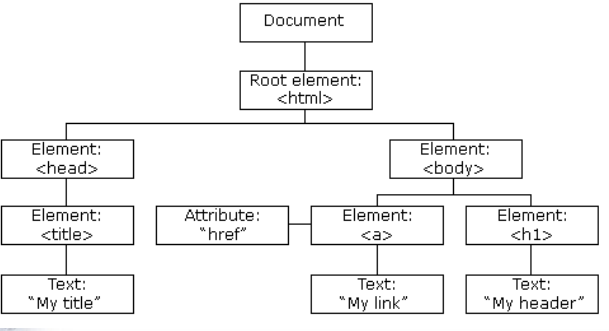 Document
Root element:
<html>
Element:
<head>
Element:
<body>
Element:
<title>
Attribute:
“href”
Element:
<a>
Element:
<h1>
Text:
“My title”
Text:
“My link”
Text:
“My header”